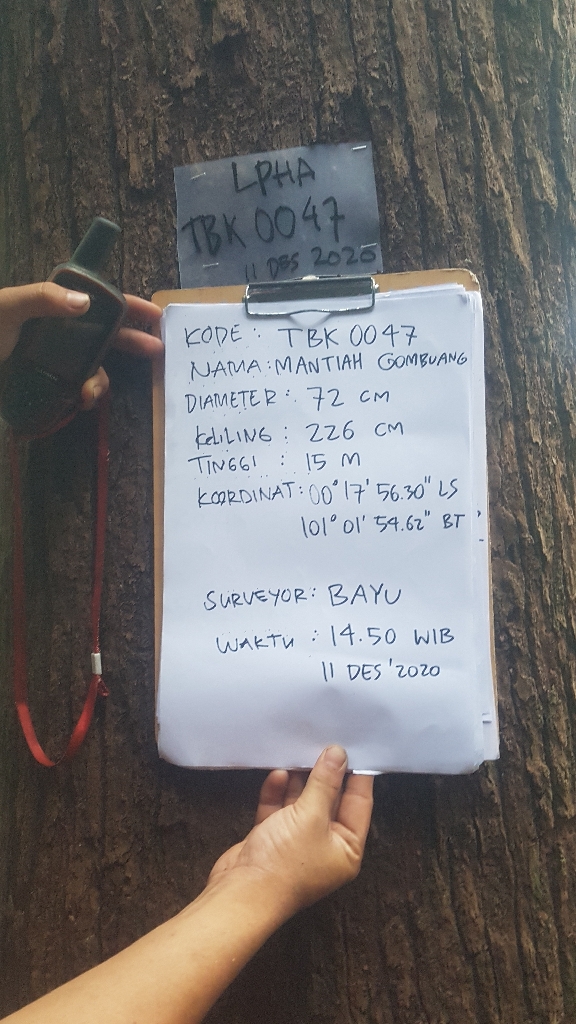 LPHA
TBK 0047
11 DES 2020
KODE : TBK 0047
NAMA : MANTIAH GOMBUANG
DIAMETER : 72 CM
KELILING : 226 CM
TINGGI : 15 M
KOORDINAT : 00° 17' 56.30" LS
101° 01' 54.62" BT
SURVEYOR : BAYU
WAKTU : 14.50 WIB
11 DES '2020